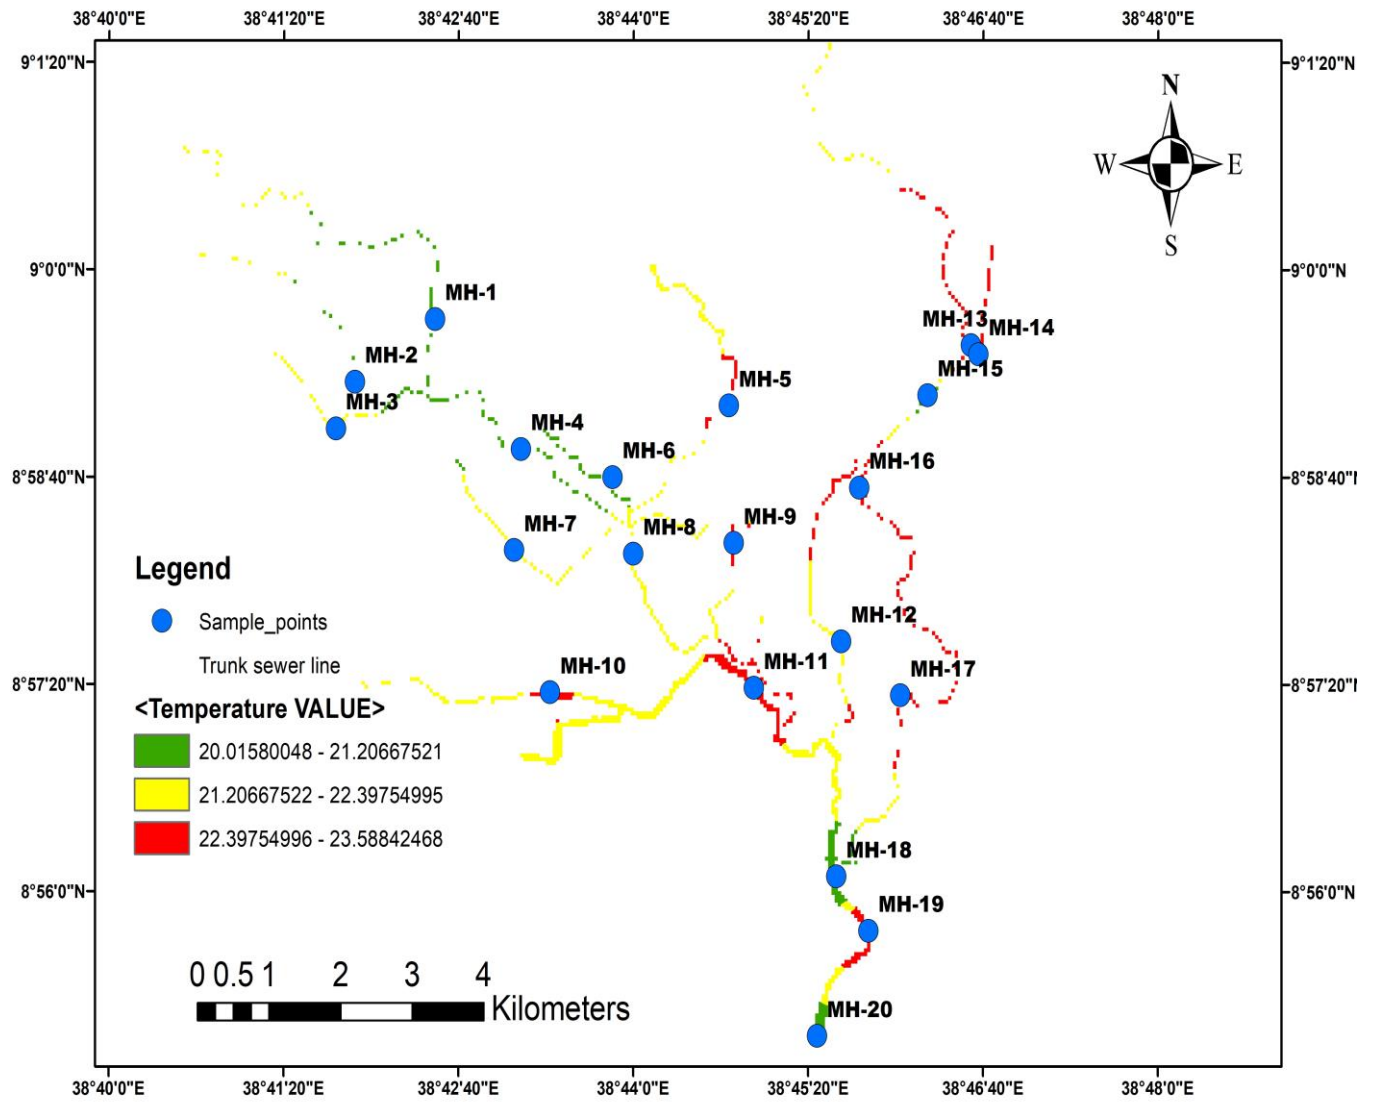 38°40'0"E 38°41'20"E 38°42'40"E 38°44'0"E 38°45'20"E 38°46'40"E 38°48'0"E
9°1'20"N 9°1'20"N
N
W E
S
9°0'0"N 9°0'0"N
MH-1
MH-13
MH-14
MH-2
MH-15
MH-5
MH-3
MH-4
MH-6
MH-16
8°58'40"N 8°58'40"N
MH-9
MH-7
MH-8
Legend
Sample_points
MH-12
Trunk sewer line
MH-10
MH-11
MH-17
8°57'20"N 8°57'20"N
<Temperature VALUE>
20.01580048 - 21.20667521
21.20667522 - 22.39754995
22.39754996 - 23.58842468
MH-18
8°56'0"N 8°56'0"N
MH-19
0 0.5 1 2 3 4
Kilometers
MH-20
38°40'0"E 38°41'20"E 38°42'40"E 38°44'0"E 38°45'20"E 38°46'40"E 38°48'0"E